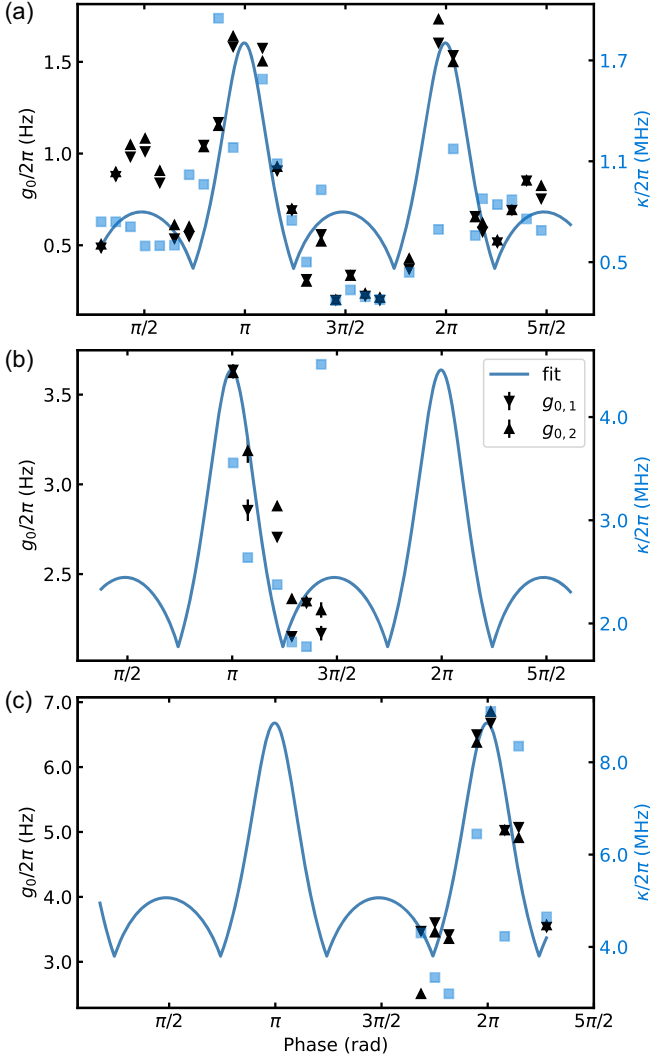 (a)
g₀/2π (Hz)
1.5
1.0
0.5
κ/2π (MHz)
1.7
1.1
0.5
π/2
π
3π/2
2π
5π/2
(b)
g₀/2π (Hz)
3.5
3.0
2.5
fit
g₀,₁
g₀,₂
κ/2π (MHz)
4.0
3.0
2.0
π/2
π
3π/2
2π
5π/2
(c)
g₀/2π (Hz)
7.0
6.0
5.0
4.0
3.0
κ/2π (MHz)
8.0
6.0
4.0
π/2
π
3π/2
2π
5π/2
Phase (rad)